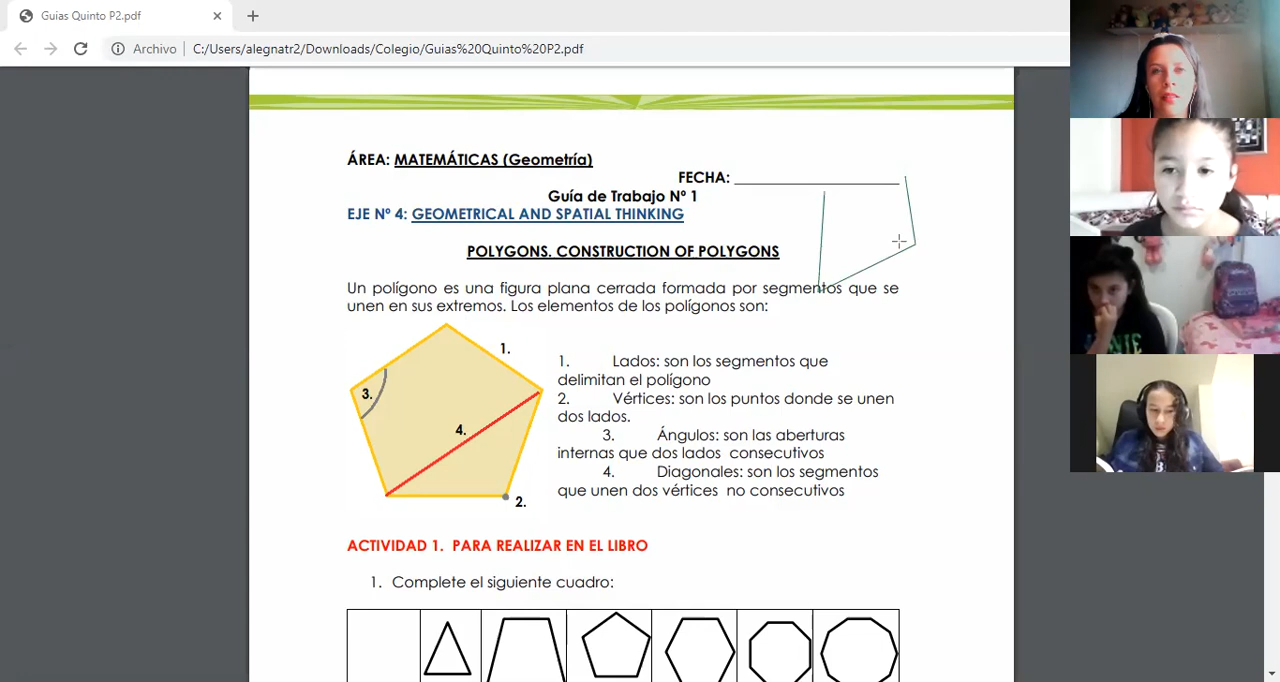 Guias Quinto P2.pdf
Archivo
C:/Users/alegnatr2/Downloads/Colegio/Guias%20Quinto%20P2.pdf
ÁREA: MATEMÁTICAS (Geometría)
FECHA: ____________________
Guía de Trabajo Nº 1
EJE Nº 4: GEOMETRICAL AND SPATIAL THINKING
POLYGONS. CONSTRUCTION OF POLYGONS
Un polígono es una figura plana cerrada formada por segmentos que se
unen en sus extremos. Los elementos de los polígonos son:
1.
3.
4.
2.
1. Lados: son los segmentos que
delimitan el polígono
2. Vértices: son los puntos donde se unen
dos lados.
3. Ángulos: son las aberturas
internas que dos lados consecutivos
4. Diagonales: son los segmentos
que unen dos vértices no consecutivos
ACTIVIDAD 1. PARA REALIZAR EN EL LIBRO
1. Complete el siguiente cuadro: